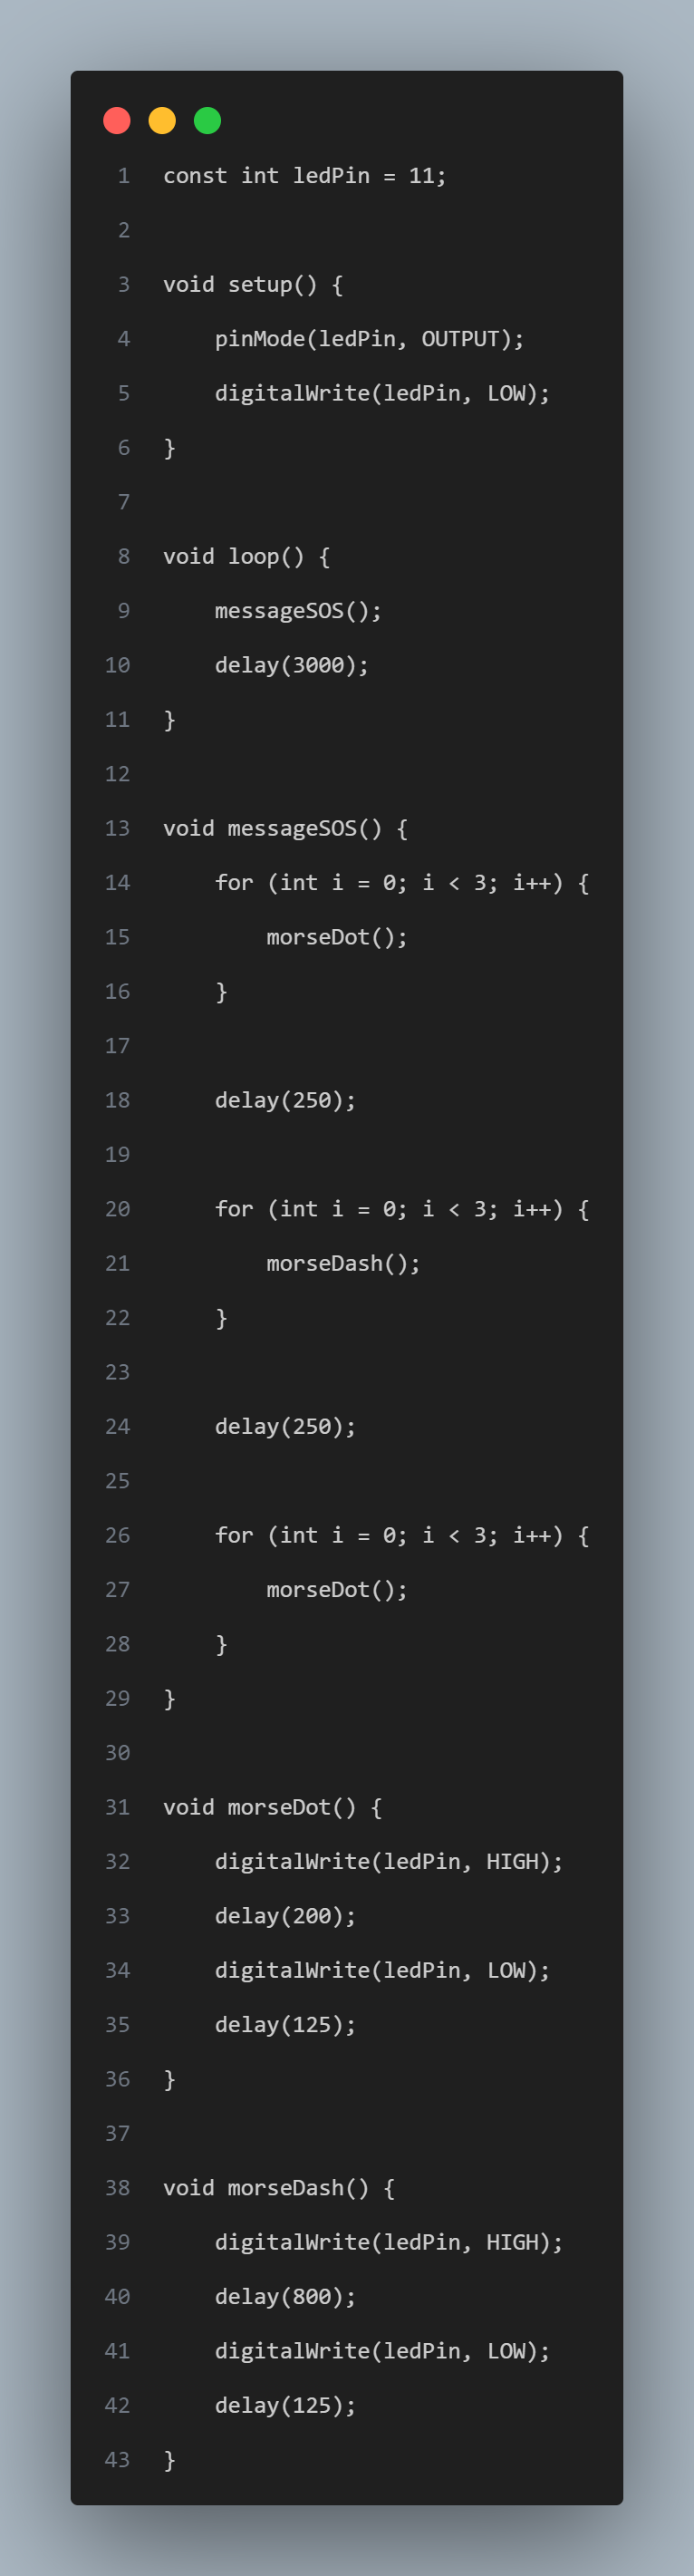 1 const int ledPin = 11;
2
3 void setup() {
4     pinMode(ledPin, OUTPUT);
5     digitalWrite(ledPin, LOW);
6 }
7
8 void loop() {
9     messageSOS();
10     delay(3000);
11 }
12
13 void messageSOS() {
14     for (int i = 0; i < 3; i++) {
15         morseDot();
16     }
17
18     delay(250);
19
20     for (int i = 0; i < 3; i++) {
21         morseDash();
22     }
23
24     delay(250);
25
26     for (int i = 0; i < 3; i++) {
27         morseDot();
28     }
29 }
30
31 void morseDot() {
32     digitalWrite(ledPin, HIGH);
33     delay(200);
34     digitalWrite(ledPin, LOW);
35     delay(125);
36 }
37
38 void morseDash() {
39     digitalWrite(ledPin, HIGH);
40     delay(800);
41     digitalWrite(ledPin, LOW);
42     delay(125);
43 }